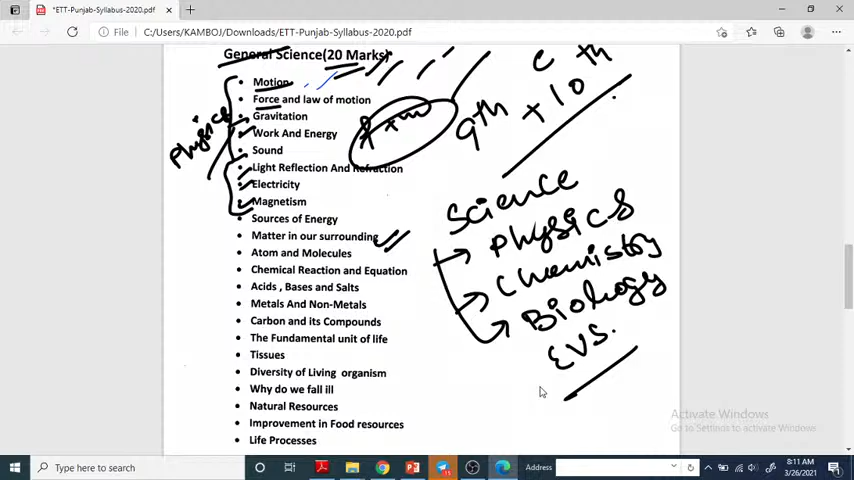 *ETT-Punjab-Syllabus-2020.pdf
File | C:/Users/KAMBOJ/Downloads/ETT-Punjab-Syllabus-2020.pdf
General Science(20 Marks)
• Motion
• Force and law of motion
• Gravitation
• Work And Energy
• Sound
• Light Reflection And Refraction
• Electricity
• Magnetism
• Sources of Energy
• Matter in our surrounding
• Atom and Molecules
• Chemical Reaction and Equation
• Acids , Bases and Salts
• Metals And Non-Metals
• Carbon and its Compounds
• The Fundamental unit of life
• Tissues
• Diversity of Living organism
• Why do we fall ill
• Natural Resources
• Improvement in Food resources
• Life Processes
Physics
9th + 10th
Science
→ Physics
→ Chemistry
→ Biology
EVS.
Activate Windows
Go to Settings to activate Windows.
Type here to search
Address
8:11 AM
3/26/2021